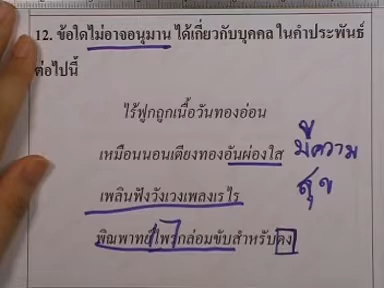 12. ข้อใดไม่อาจอนุมาน ได้เกี่ยวกับบุคคล ในคำประพันธ์
ต่อไปนี้
ไร้ฟูกถูกเนื้อวันทองอ่อน
เหมือนนอนเตียงทองอันผ่องใส
มีความ
สุข
เพลินฟังวังเวงเพลงเรไร
พิณพาทย์ไพรกล่อมขับสำหรับดง